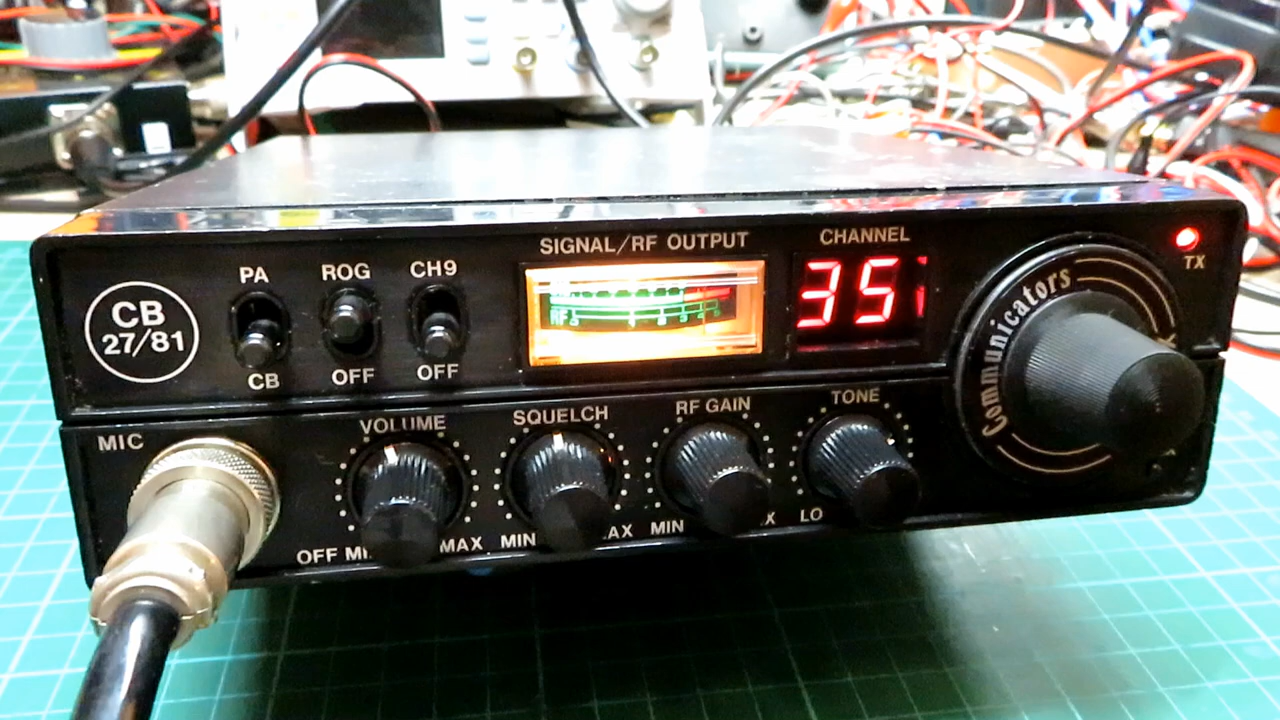 SIGNAL/RF OUTPUT
CHANNEL
PA
ROG
CH9
CB
27/81
35
TX
CB
OFF
OFF
Communicators
MIC
VOLUME
SQUELCH
RF GAIN
TONE
OFF
MAX
MIN
MIN
LO